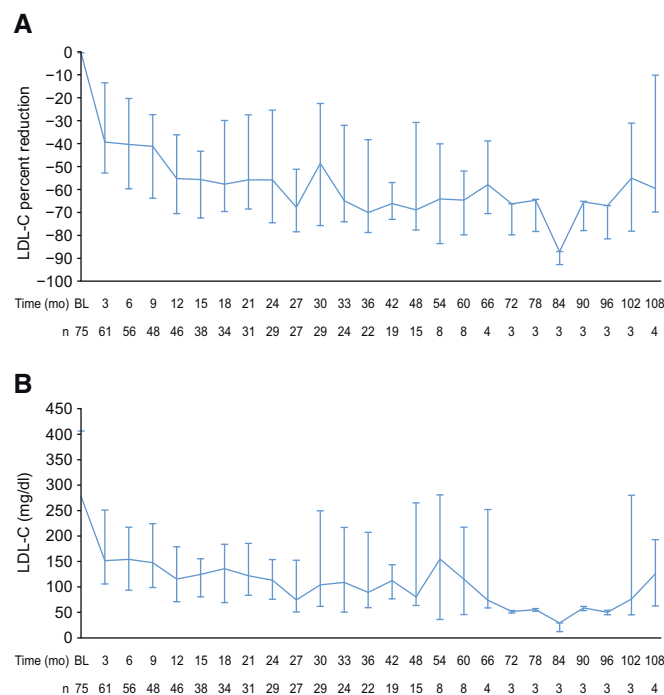 A
0
−10
−20
−30
−40
−50
−60
−70
−80
−90
−100
LDL-C percent reduction
Time (mo) BL 3 6 9 12 15 18 21 24 27 30 33 36 42 48 54 60 66 72 78 84 90 96 102 108
n 75 61 56 48 46 38 34 31 29 27 29 24 22 19 15 8 8 4 3 3 3 3 3 3 4
B
450
400
350
300
250
200
150
100
50
0
LDL-C (mg/dl)
Time (mo) BL 3 6 9 12 15 18 21 24 27 30 33 36 42 48 54 60 66 72 78 84 90 96 102 108
n 75 61 56 48 46 38 34 31 29 27 29 24 22 19 15 8 8 4 3 3 3 3 3 3 4